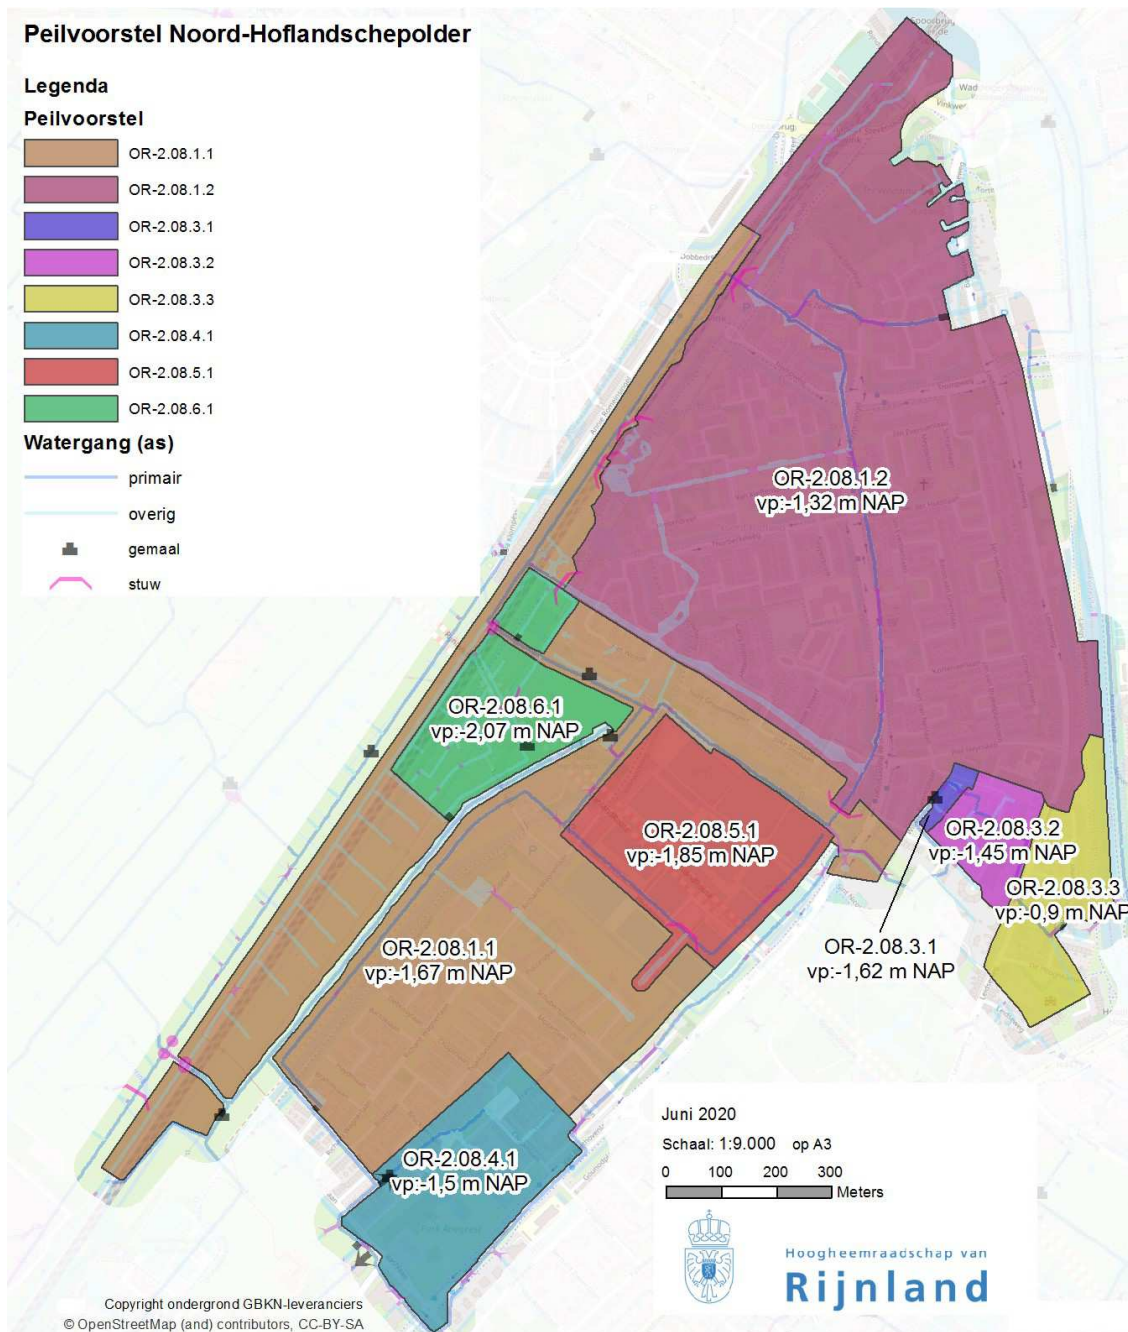 Peilvoorstel Noord-Hoflandschepolder
Legenda
Peilvoorstel
OR-2.08.1.1
OR-2.08.1.2
OR-2.08.3.1
OR-2.08.3.2
OR-2.08.3.3
OR-2.08.4.1
OR-2.08.5.1
OR-2.08.6.1
Watergang (as)
primair
overig
gemaal
stuw
OR-2.08.1.2
vp:-1,32 m NAP
OR-2.08.6.1
vp:-2,07 m NAP
OR-2.08.5.1
vp:-1,85 m NAP
OR-2.08.3.2
vp:-1,45 m NAP
OR-2.08.3.3
vp:-0,9 m NAP
OR-2.08.1.1
vp:-1,67 m NAP
OR-2.08.3.1
vp:-1,62 m NAP
OR-2.08.4.1
vp:-1,5 m NAP
Juni 2020
Schaal: 1:9.000 op A3
0 100 200 300
Meters
Hoogheemraadschap van
Rijnland
Copyright ondergrond GBKN-leveranciers
© OpenStreetMap (and) contributors, CC-BY-SA